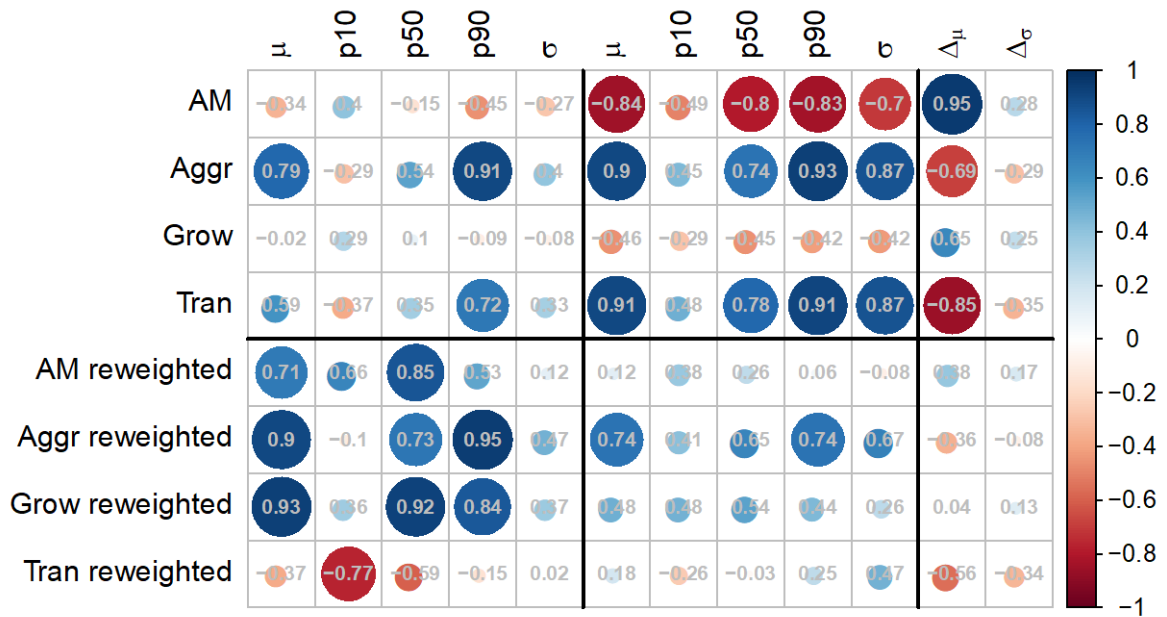 μ p10 p50 p90 σ μ p10 p50 p90 σ Δμ Δσ
AM −0.34 0.4 −0.15 −0.45 −0.27 −0.84 −0.49 −0.8 −0.83 −0.7 0.95 0.28 1
Aggr 0.79 −0.29 0.54 0.91 0.4 0.9 0.45 0.74 0.93 0.87 −0.69 −0.29 0.8
0.6
Grow −0.02 0.29 0.1 −0.09 −0.08 −0.46 −0.29 −0.45 −0.42 −0.42 0.65 0.25 0.4
Tran 0.59 −0.37 0.35 0.72 0.33 0.91 0.48 0.78 0.91 0.87 −0.85 −0.35 0.2
0
AM reweighted 0.71 0.66 0.85 0.53 0.12 0.12 0.38 0.26 0.06 −0.08 0.38 0.17 −0.2
Aggr reweighted 0.9 −0.1 0.73 0.95 0.47 0.74 0.41 0.65 0.74 0.67 −0.36 −0.08 −0.4
Grow reweighted 0.93 0.36 0.92 0.84 0.37 0.48 0.48 0.54 0.44 0.26 0.04 0.13 −0.6
Tran reweighted −0.37 −0.77 −0.59 −0.15 0.02 0.18 −0.26 −0.03 0.25 0.47 −0.56 −0.34 −0.8
−1